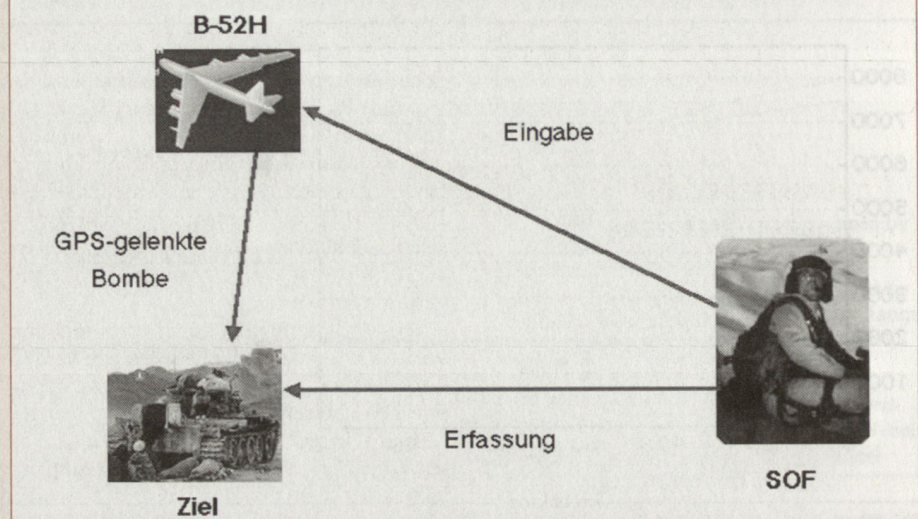 B-52H
Eingabe
GPS-gelenkte
Bombe
Erfassung
SOF
Ziel